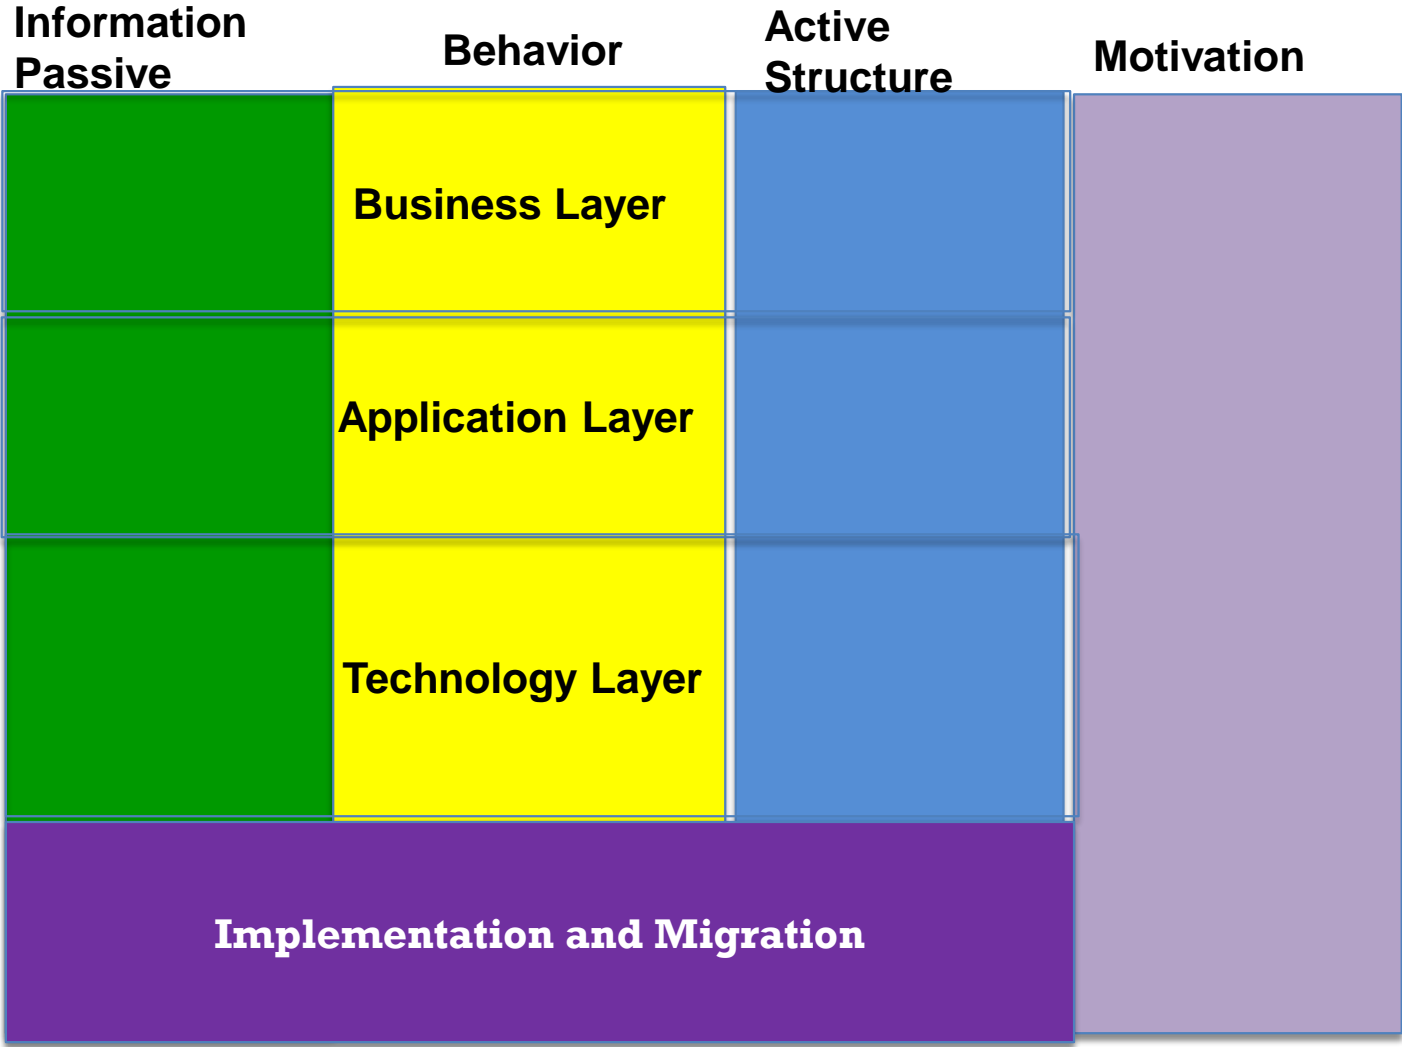 Information
Passive
Behavior
Active
Structure
Motivation
Business Layer
Application Layer
Technology Layer
Implementation and Migration